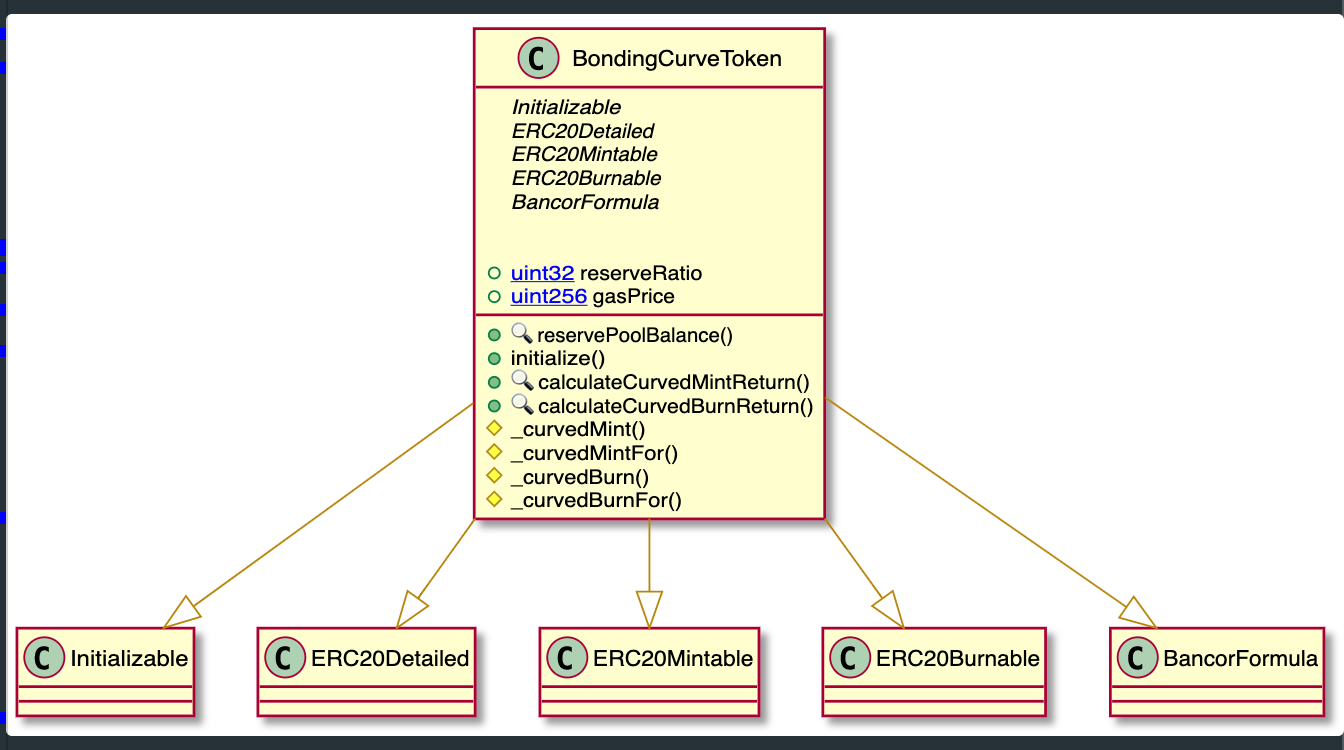 C BondingCurveToken
Initializable
ERC20Detailed
ERC20Mintable
ERC20Burnable
BancorFormula
uint32 reserveRatio
uint256 gasPrice
reservePoolBalance()
initialize()
calculateCurvedMintReturn()
calculateCurvedBurnReturn()
_curvedMint()
_curvedMintFor()
_curvedBurn()
_curvedBurnFor()
C Initializable
C ERC20Detailed
C ERC20Mintable
C ERC20Burnable
C BancorFormula